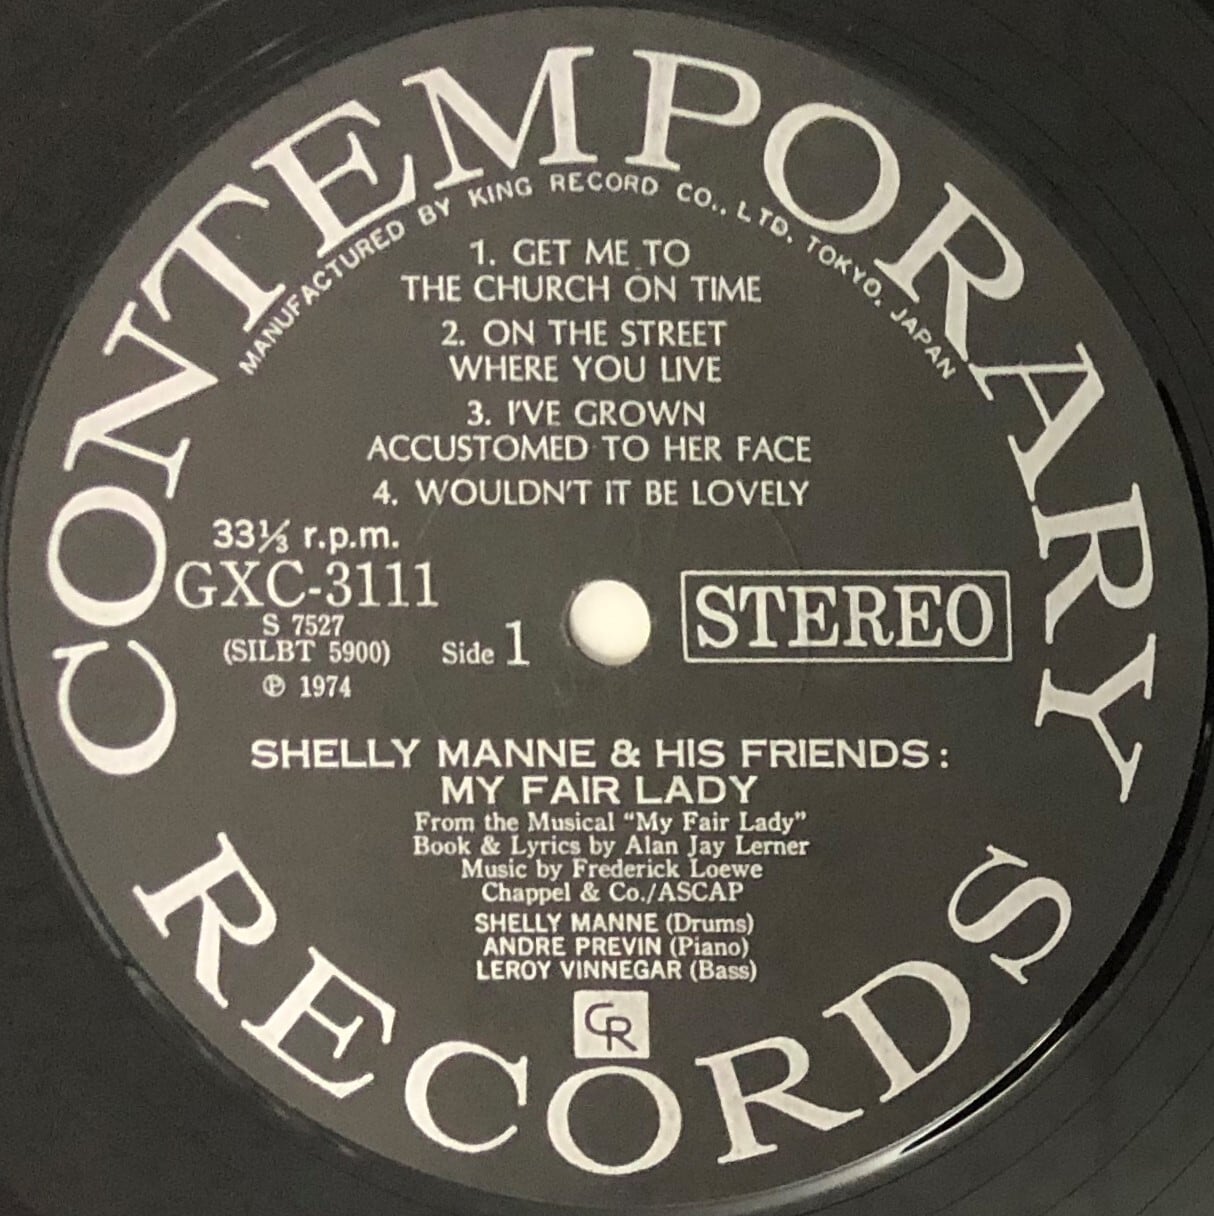 CONTEMPORARY
MANUFACTURED BY KING RECORD CO., LTD. TOKYO, JAPAN
1. GET ME TO
THE CHURCH ON TIME
2. ON THE STREET
WHERE YOU LIVE
3. I'VE GROWN
ACCUSTOMED TO HER FACE
4. WOULDN'T IT BE LOVELY
33⅓ r.p.m.
GXC-3111
S 7527
(SILBT 5900)
℗ 1974
Side 1
STEREO
SHELLY MANNE & HIS FRIENDS:
MY FAIR LADY
From the Musical "My Fair Lady"
Book & Lyrics by Alan Jay Lerner
Music by Frederick Loewe
Chappel & Co./ASCAP
SHELLY MANNE (Drums)
ANDRE PREVIN (Piano)
LEROY VINNEGAR (Bass)
CR
RECORDS